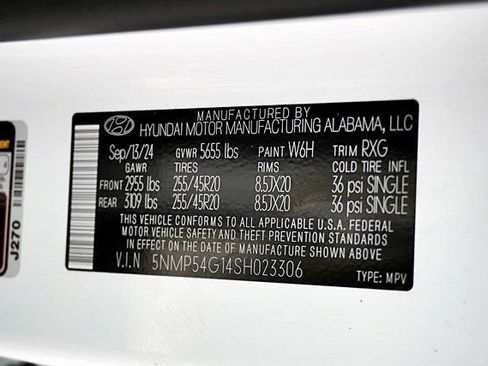 MANUFACTURED BY
HYUNDAI MOTOR MANUFACTURING ALABAMA, LLC
Sep/13/24 GVWR 5655 lbs PAINT W6H TRIM RXG
GAWR TIRES RIMS COLD TIRE INFL
FRONT 2955 lbs 255/45R20 8.5JX20 36 psi SINGLE
REAR 3109 lbs 255/45R20 8.5JX20 36 psi SINGLE
THIS VEHICLE CONFORMS TO ALL APPLICABLE U.S.A. FEDERAL
MOTOR VEHICLE SAFETY AND THEFT PREVENTION STANDARDS
IN EFFECT ON THE DATE OF MANUFACTURE SHOWN ABOVE
V.I.N 5NMP54G14SH023306
TYPE: MPV
J270